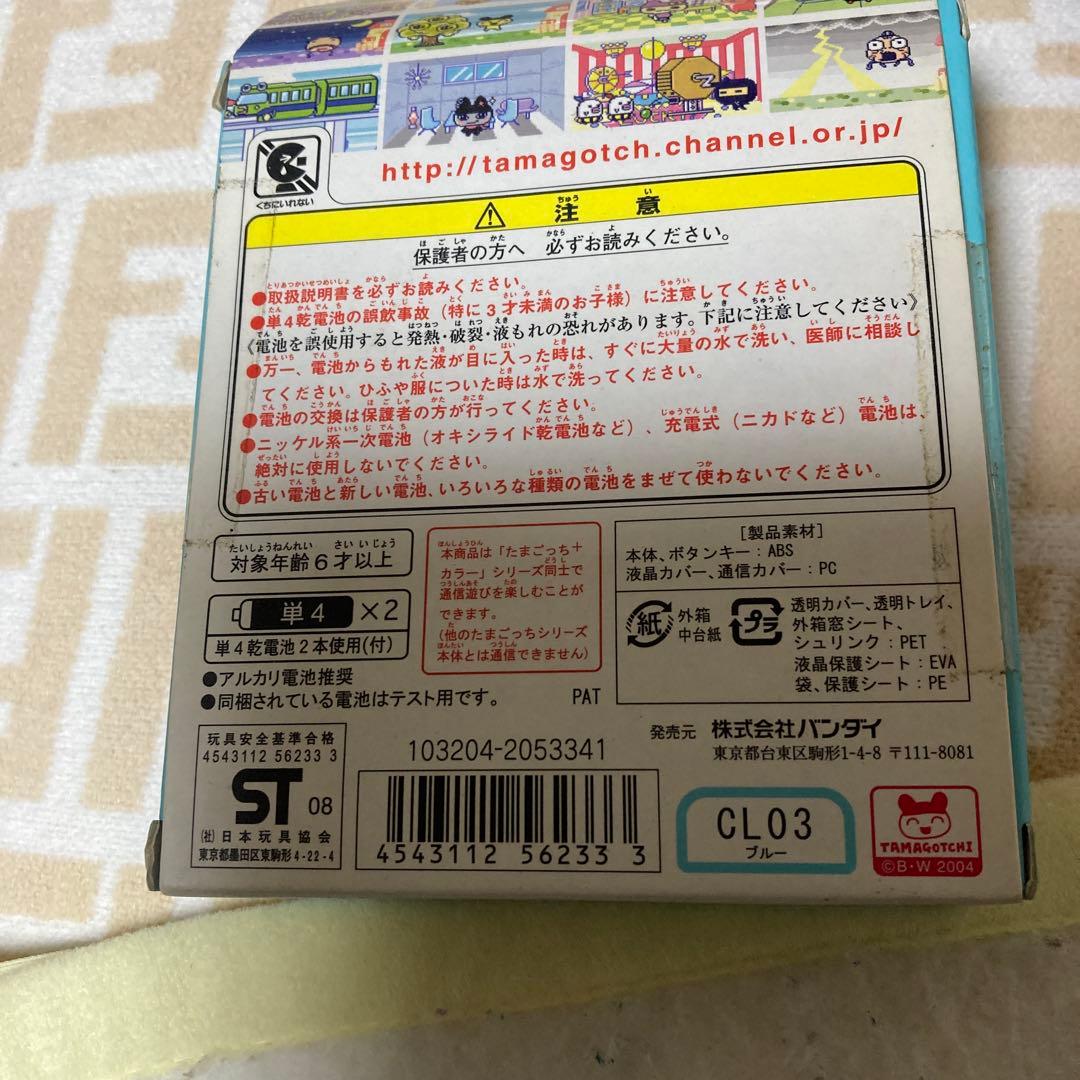 http://tamagotch.channel.or.jp/
くちにいれない
注意
保護者の方へ 必ずお読みください。
●取扱説明書を必ずお読みください。
●単4乾電池の誤飲事故(特に3才未満のお子様)に注意してください。
《電池を誤使用すると発熱・破裂・液もれの恐れがあります。下記に注意してください》
●万一、電池からもれた液が目に入った時は、すぐに大量の水で洗い、医師に相談し
てください。ひふや服についた時は水で洗ってください。
●電池の交換は保護者の方が行ってください。
●ニッケル系一次電池(オキシライド乾電池など)、充電式(ニカドなど)電池は、
絶対に使用しないでください。
●古い電池と新しい電池、いろいろな種類の電池をまぜて使わないでください。
対象年齢6才以上
単4 ×2
単4乾電池2本使用(付)
●アルカリ電池推奨
●同梱されている電池はテスト用です。
本商品は「たまごっち+
カラー」シリーズ同士で
通信遊びを楽しむことが
できます。
(他のたまごっちシリーズ
本体とは通信できません)
PAT
[製品素材]
本体、ボタンキー:ABS
液晶カバー、通信カバー:PC
紙 外箱
中台紙
プラ 透明カバー、透明トレイ、
外箱窓シート、
シュリンク:PET
液晶保護シート:EVA
袋、保護シート:PE
発売元 株式会社バンダイ
東京都台東区駒形1-4-8 〒111-8081
玩具安全基準合格
4543112 56233 3
ST 08
(社)日本玩具協会
東京都墨田区東駒形4-22-4
103204-2053341
4543112 56233 3
CL03
ブルー
TAMAGOTCHI
©B・W 2004